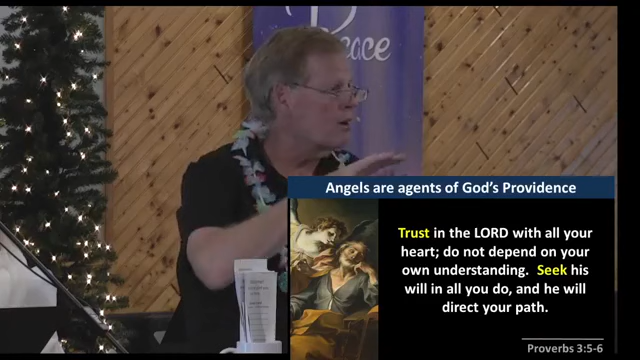 Peace
Angels are agents of God's Providence
Trust in the LORD with all your
heart; do not depend on your
own understanding. Seek his
will in all you do, and he will
direct your path.
Proverbs 3:5-6